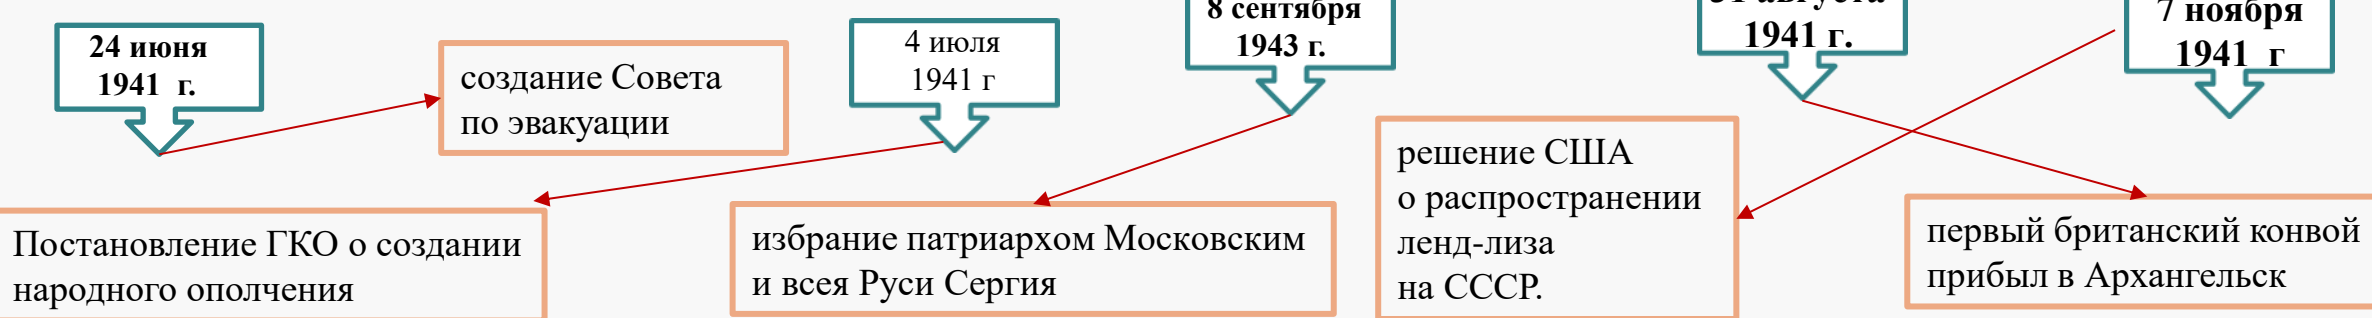 24 июня
1941 г.
создание Совета
по эвакуации
4 июля
1941 г
8 сентября
1943 г.
31 августа
1941 г.
7 ноября
1941 г
Постановление ГКО о создании
народного ополчения
избрание патриархом Московским
и всея Руси Сергия
решение США
о распространении
ленд-лиза
на СССР.
первый британский конвой
прибыл в Архангельск